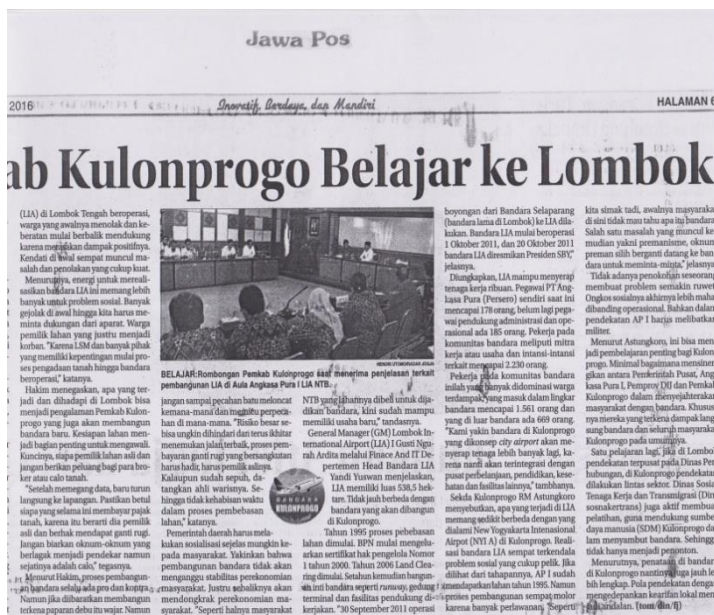 Jawa Pos
2016
Inovatif, Berdaya, dan Mandiri
HALAMAN 6
ab Kulonprogo Belajar ke Lombok
(LIA) di Lombok Tengah beroperasi,
warga yang awalnya menolak dan ke-
beratan mulai berbalik mendukung
karena merasakan dampak positifnya.
Kendati di awal sempat muncul ma-
salah dan penolakan yang cukup kuat.
Menurutnya, energi untuk mereali-
sasikan bandara LIA ini memang lebih
banyak untuk problem sosial. Banyak
gejolak di awal hingga kita harus me-
minta dukungan dari aparat. Warga
pemilik lahan yang justru menjadi
korban. "Karena LSM dan banyak pihak
yang memiliki kepentingan mulai pro-
ses pengadaan tanah hingga bandara
beroperasi," katanya.
Hakim menegaskan, apa yang ter-
jadi dan dihadapi di Lombok bisa
menjadi pengalaman Pemkab Kulon-
progo yang juga akan membangun
bandara baru. Kesiapan lahan men-
jadi bagian penting untuk mengawali.
Kuncinya, siapa pemilik lahan asli dan
jangan berikan peluang bagi para bro-
ker atau calo tanah.
"Setelah memegang data, baru turun
langsung ke lapangan. Pastikan betul
siapa yang selama ini membayar pajak
tanah, karena itu berarti dia pemilik
asli dan berhak mendapat ganti rugi.
Jangan biarkan oknum-oknum yang
berlagak menjadi pendekar namun
sejatinya adalah calo," tegasnya.
Menurut Hakim, proses pembangun-
an bandara selalu ada pro dan kontra.
Namun jika diibaratkan membangun
terkena paparan debu itu wajar. Namun
BELAJAR: Rombongan Pemkab Kulonprogo saat menerima penjelasan terkait
pembangunan LIA di Aula Angkasa Pura I LIA NTB.
jangan sampai pecahan batu meloncat
kemana-mana dan memitu perpeca-
han di mana-mana. "Risiko besar se-
bisa ungkin dihindari dan terus ikhitar
menemukan jalan terbaik, proses pem-
bayaran ganti rugi yang bersangkutan
harus hadir, harus pemilik aslinya.
Kalaupun sudah sepuh, da-
tangkan ahli warisnya. Se-
hingga tidak kehabisan waktu
dalam proses pembebasan
lahan," katanya.
Pemerintah daerah harus mela-
kukan sosialisasi sejelas mungkin ke-
pada masyarakat. Yakinkan bahwa
pembangunan bandara tidak akan
menganggu stabilitas perekonomian
masyarakat. Justru sebaliknya akan
mendongkrak perekonomian ma-
syarakat. "Seperti halnya masyarakat
BANDARA
KULONPROGO
NTB yang lahannya dibeli untuk dija-
dikan bandara, kini sudah mampu
memiliki usaha baru," tandasnya.
General Manager (GM) Lombok In-
ternational Airport (LIA) I Gusti Ngu-
rah Ardita melalui Finace And IT De-
pertemen Head Bandara LIA
Yandi Yuswan menjelaskan,
LIA memiliki luas 538,5 hek-
tare. Tidak jauh berbeda dengan
bandara yang akan dibangun
di Kulonprogo.
Tahun 1995 proses pebebasan
lahan dimulai. BPN mulai mengelu-
arkan sertifikat hak pengelola Nomor
1 tahun 2000. Tahun 2006 Land Clea-
ring dimulai. Setahun kemudian bangun-
an inti bandara seperti runway, gedung
terminal dan fasilitas pendukung di-
kerjakan. "30 September 2011 operasi
boyongan dari Bandara Selaparang
(bandara lama di Lombok) ke LIA dila-
kukan. Bandara LIA mulai beroperasi
1 Oktober 2011, dan 20 Oktober 2011
bandara LIA diresmikan Presiden SBY,"
jelasnya.
Diungkapkan, LIA mampu menyerap
tenaga kerja ribuan. Pegawai PT Ang-
kasa Pura (Persero) sendiri saat ini
mencapai 178 orang, belum lagi pega-
wai pendukung administrasi dan ope-
rasional ada 185 orang. Pekerja pada
komunitas bandara meliputi mitra
kerja atau usaha dan intansi-intansi
terkait mencapai 2.230 orang.
Pekerja pada komunitas bandara
inilah yang banyak didominasi warga
terdampak, yang masuk dalam lingkar
bandara mencapai 1.561 orang dan
yang di luar bandara ada 669 orang.
"Kami yakin bandara di Kulonprogo
yang dikonsep city airport akan me-
nyerap tenaga lebih banyak lagi, ka-
rena nanti akan terintegrasi dengan
pusat perbelanjaan, pendidikan, kese-
hatan dan fasilitas lainnya," tambahnya.
Sekda Kulonprogo RM Astungkoro
menyebutkan, apa yang terjadi di LIA
memang sedikit berbeda dengan yang
dialami New Yogyakarta Intenasional
Airport (NYIA) di Kulonprogo. Reali-
sasi bandara LIA sempat terkendala
problem sosial yang cukup pelik. Jika
dilihat dari tahapannya, AP I sudah
mendapatkan lahan tahun 1995. Namun
proses pembangunannya sempat molor
karena banyak perlawanan. "Seperti
kita simak tadi, awalnya masyarakat
di sini tidak mau tahu apa itu bandara.
Salah satu masalah yang muncul ke-
mudian yakni premanisme, oknum
preman silih berganti datang ke ban-
dara untuk meminta-minta," jelasnya.
Tidak adanya penokohan seseorang
membuat problem semakin ruwet.
Ongkos sosialnya akhirnya lebih mahal
dibanding operasional. Bahkan dalam
pendekatan AP I harus melibatkan
militer.
Menurut Astungkoro, ini bisa men-
jadi pembelajaran penting bagi Kulon-
progo. Minimal bagaimana mensiner-
gikan antara Pemerintah Pusat, Ang-
kasa Pura I, Pemprov DIJ dan Pemkab
Kulonprogo dalam menyejahterakan
masyarakat dengan bandara. Khusus-
nya mereka yang terkena dampak lang-
sung bandara dan seluruh masyarakat
Kulonprogo pada umumnya.
Satu pelajaran lagi, jika di Lombok
pendekatan terpusat pada Dinas Per-
hubungan, di Kulonprogo pendekatan
dilakukan lintas sektor. Dinas Sosial
Tenaga Kerja dan Transmigrasi (Din-
sosnakertrans) juga aktif memberi
pelatihan, guna mendukung sumber
daya manusia (SDM) Kulonprogo da-
lam menyambut bandara. Sehingga
tidak hanya menjadi penonton.
Menurutnya, penataan di bandara
di Kulonprogo nantinya juga jauh le-
bih lengkap. Pola pendekatan dengan
mengedepankan kearifan lokal men-
jadi andalan. (tom/din/